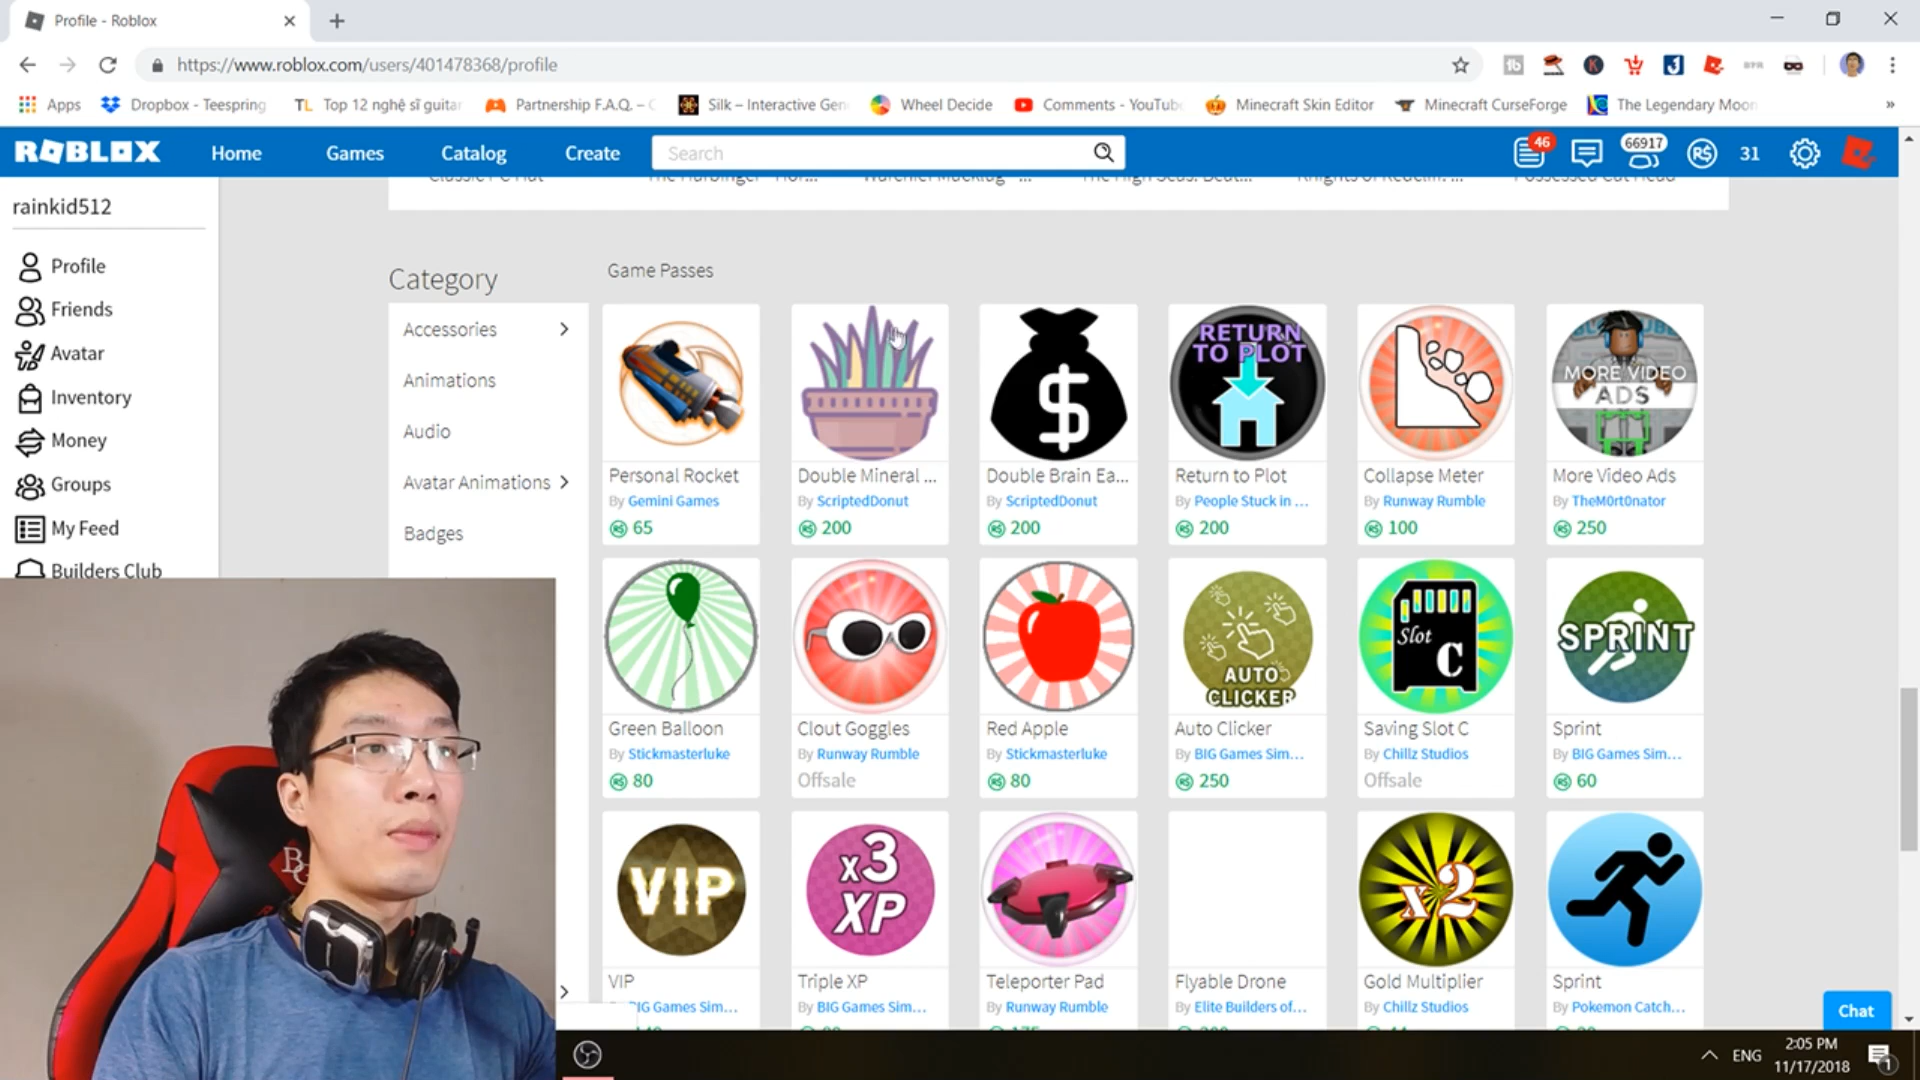 Profile - Roblox
https://www.roblox.com/users/401478368/profile
Apps
Dropbox - Teespring
TL Top 12 nghệ sĩ guitar
Partnership F.A.Q. –
Silk – Interactive Gen
Wheel Decide
Comments - YouTube
Minecraft Skin Editor
Minecraft CurseForge
The Legendary Moon
»
ROBLOX
Home
Games
Catalog
Create
Search
46
66917
R$
31
rainkid512
Classic PC Hat
Profile
Friends
Avatar
Inventory
Money
Groups
My Feed
Builders Club
Category
Accessories
Animations
Audio
Avatar Animations
Badges
Game Passes
Personal Rocket
By Gemini Games
R$ 65
Double Mineral ...
By ScriptedDonut
R$ 200
$
Double Brain Ea...
By ScriptedDonut
R$ 200
RETURN
TO PLOT
Return to Plot
By People Stuck in ...
R$ 200
Collapse Meter
By Runway Rumble
R$ 100
MORE VIDEO
ADS
More Video Ads
By TheM0rt0nator
R$ 250
Green Balloon
By Stickmasterluke
R$ 80
Clout Goggles
By Runway Rumble
Offsale
Red Apple
By Stickmasterluke
R$ 80
AUTO
CLICKER
Auto Clicker
By BIG Games Sim...
R$ 250
Slot
C
Saving Slot C
By Chillz Studios
Offsale
SPRINT
Sprint
By BIG Games Sim...
R$ 60
VIP
VIP
BIG Games Sim...
x3
XP
Triple XP
By BIG Games Sim...
Teleporter Pad
By Runway Rumble
Flyable Drone
By Elite Builders of...
x2
Gold Multiplier
By Chillz Studios
Sprint
By Pokemon Catch...
Chat
ENG
2:05 PM
11/17/2018
1